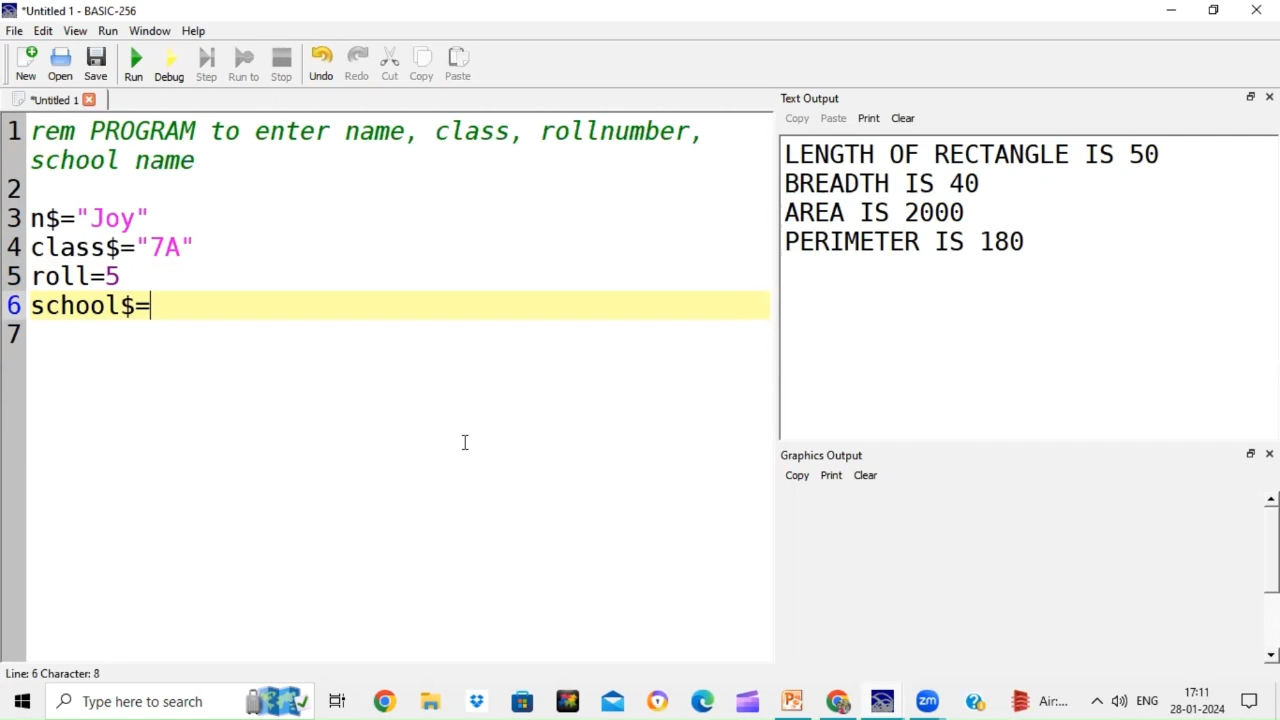 *Untitled 1 - BASIC-256
File Edit View Run Window Help
New Open Save Run Debug Step Run to Stop Undo Redo Cut Copy Paste
*Untitled 1
1 rem PROGRAM to enter name, class, rollnumber,
school name
2
3 n$="Joy"
4 class$="7A"
5 roll=5
6 school$=
7
Text Output
Copy Paste Print Clear
LENGTH OF RECTANGLE IS 50
BREADTH IS 40
AREA IS 2000
PERIMETER IS 180
Graphics Output
Copy Print Clear
Line: 6 Character: 8
Type here to search
zm
Air...
ENG
17:11
28-01-2024